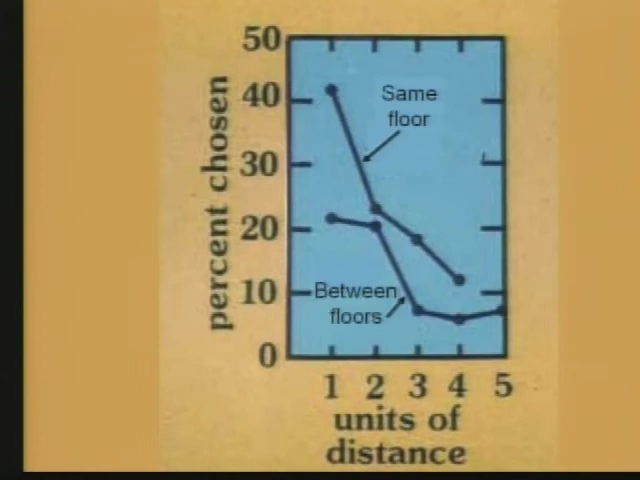 50
40
30
20
10
0
percent chosen
Same
floor
Between
floors
1 2 3 4 5
units of
distance